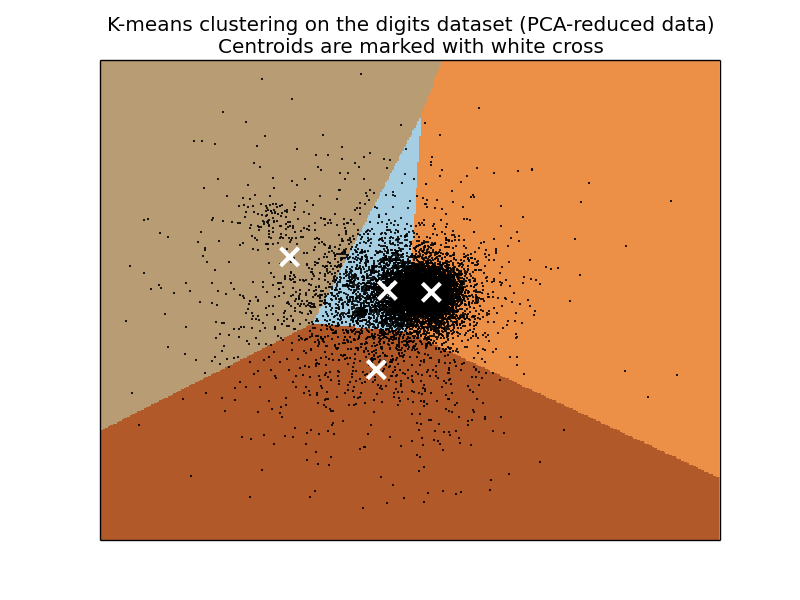 K-means clustering on the digits dataset (PCA-reduced data)
Centroids are marked with white cross